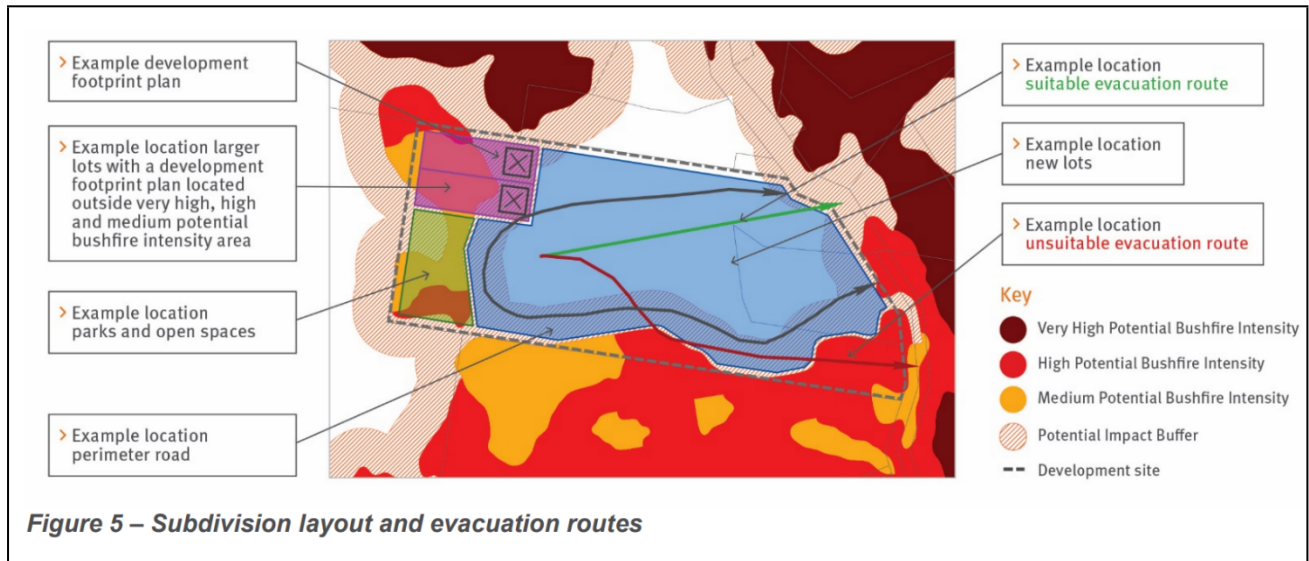 > Example development
footprint plan
> Example location larger
lots with a development
footprint plan located
outside very high, high
and medium potential
bushfire intensity area
> Example location
parks and open spaces
> Example location
perimeter road
> Example location
suitable evacuation route
> Example location
new lots
> Example location
unsuitable evacuation route
Key
Very High Potential Bushfire Intensity
High Potential Bushfire Intensity
Medium Potential Bushfire Intensity
Potential Impact Buffer
Development site
Figure 5 – Subdivision layout and evacuation routes